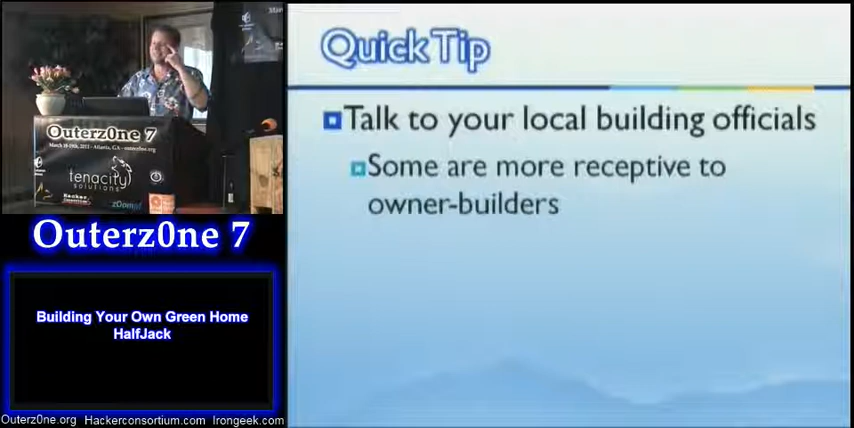 Quick Tip
Talk to your local building officials
Some are more receptive to
owner-builders
Outerz0ne 7
tenacity
SOLUTIONS
Outerz0ne 7
Building Your Own Green Home
HalfJack
Outerz0ne.org Hackerconsortium.com Irongeek.com